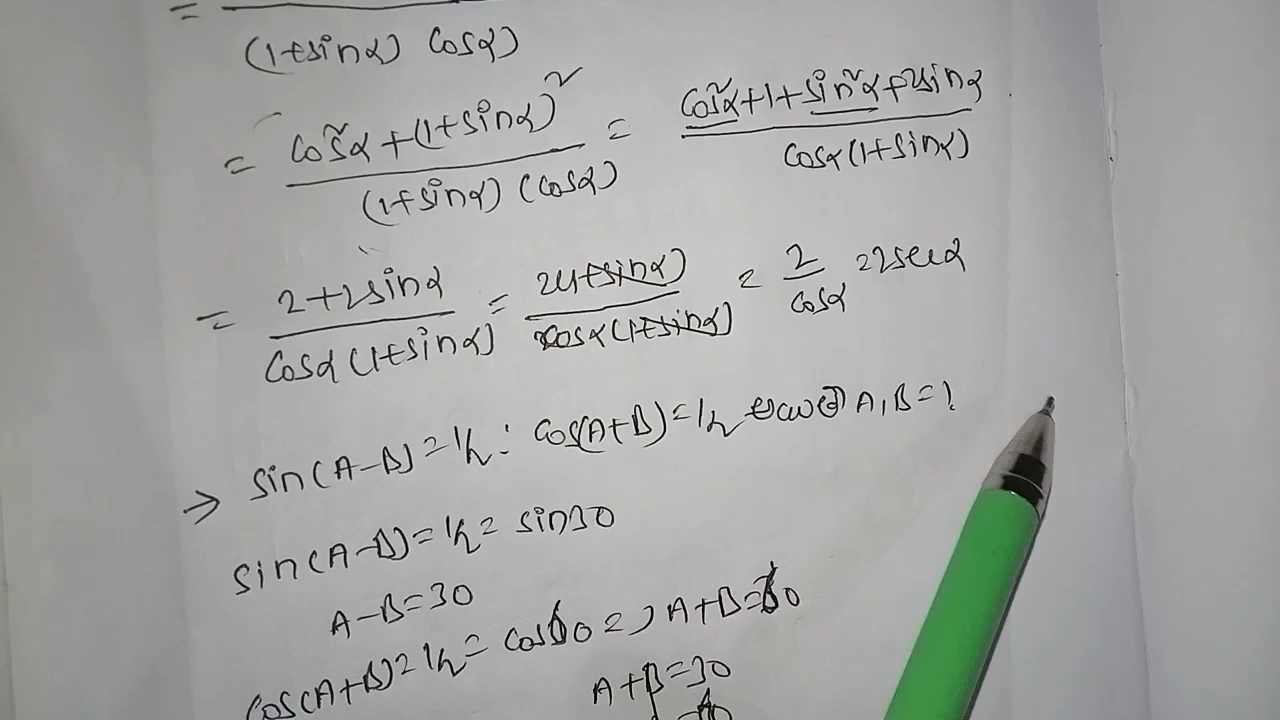 =
(1+sinα) cosα)
= cos²α+(1+sinα)² / (1+sinα) (cosα) = cos²α+1+sin²α+2sinα / cosα(1+sinα)
= 2+2sinα / cosα(1+sinα) = 2(1+sinα) / cosα(1+sinα) = 2 / cosα = 2secα
→ sin(A-B)=1/2: cos(A+B)=1/2 A,B=?
sin(A-B)=1/2= sin30
A-B=30
cos(A+B)=1/2= cos60 => A+B=60
A+B=30